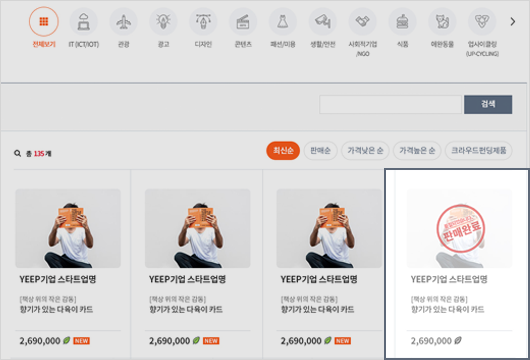 전체보기
IT (ICT/IOT)
관광
광고
디자인
콘텐츠
패션/미용
생활/안전
사회적기업
/NGO
식품
애완동물
업사이클링
(UP-CYCLING)
검색
총 135개
최신순
판매순
가격낮은 순
가격높은 순
크라우드펀딩제품
YEEP기업 스타트업명
[책상 위의 작은 감동]
향기가 있는 다육이 카드
2,690,000 NEW
YEEP기업 스타트업명
[책상 위의 작은 감동]
향기가 있는 다육이 카드
2,690,000 NEW
YEEP기업 스타트업명
[책상 위의 작은 감동]
향기가 있는 다육이 카드
2,690,000 NEW
판매완료
YEEP기업 스타트업명
[책상 위의 작은 감동]
향기가 있는 다육이 카드
2,690,000